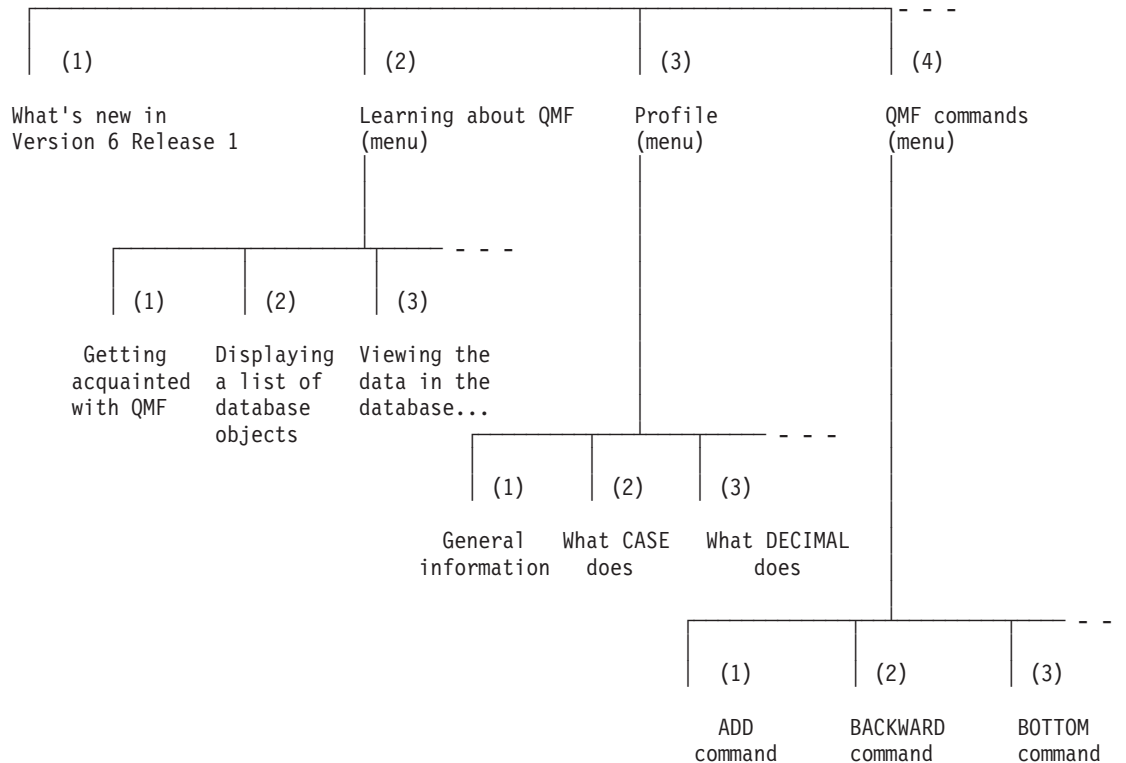 (1) (2) (3) (4)
What's new in Learning about QMF Profile QMF commands
Version 6 Release 1 (menu) (menu) (menu)
(1) (2) (3)
Getting Displaying Viewing the
acquainted a list of data in the
with QMF database database...
objects
(1) (2) (3)
General What CASE What DECIMAL
information does does
(1) (2) (3)
ADD BACKWARD BOTTOM
command command command